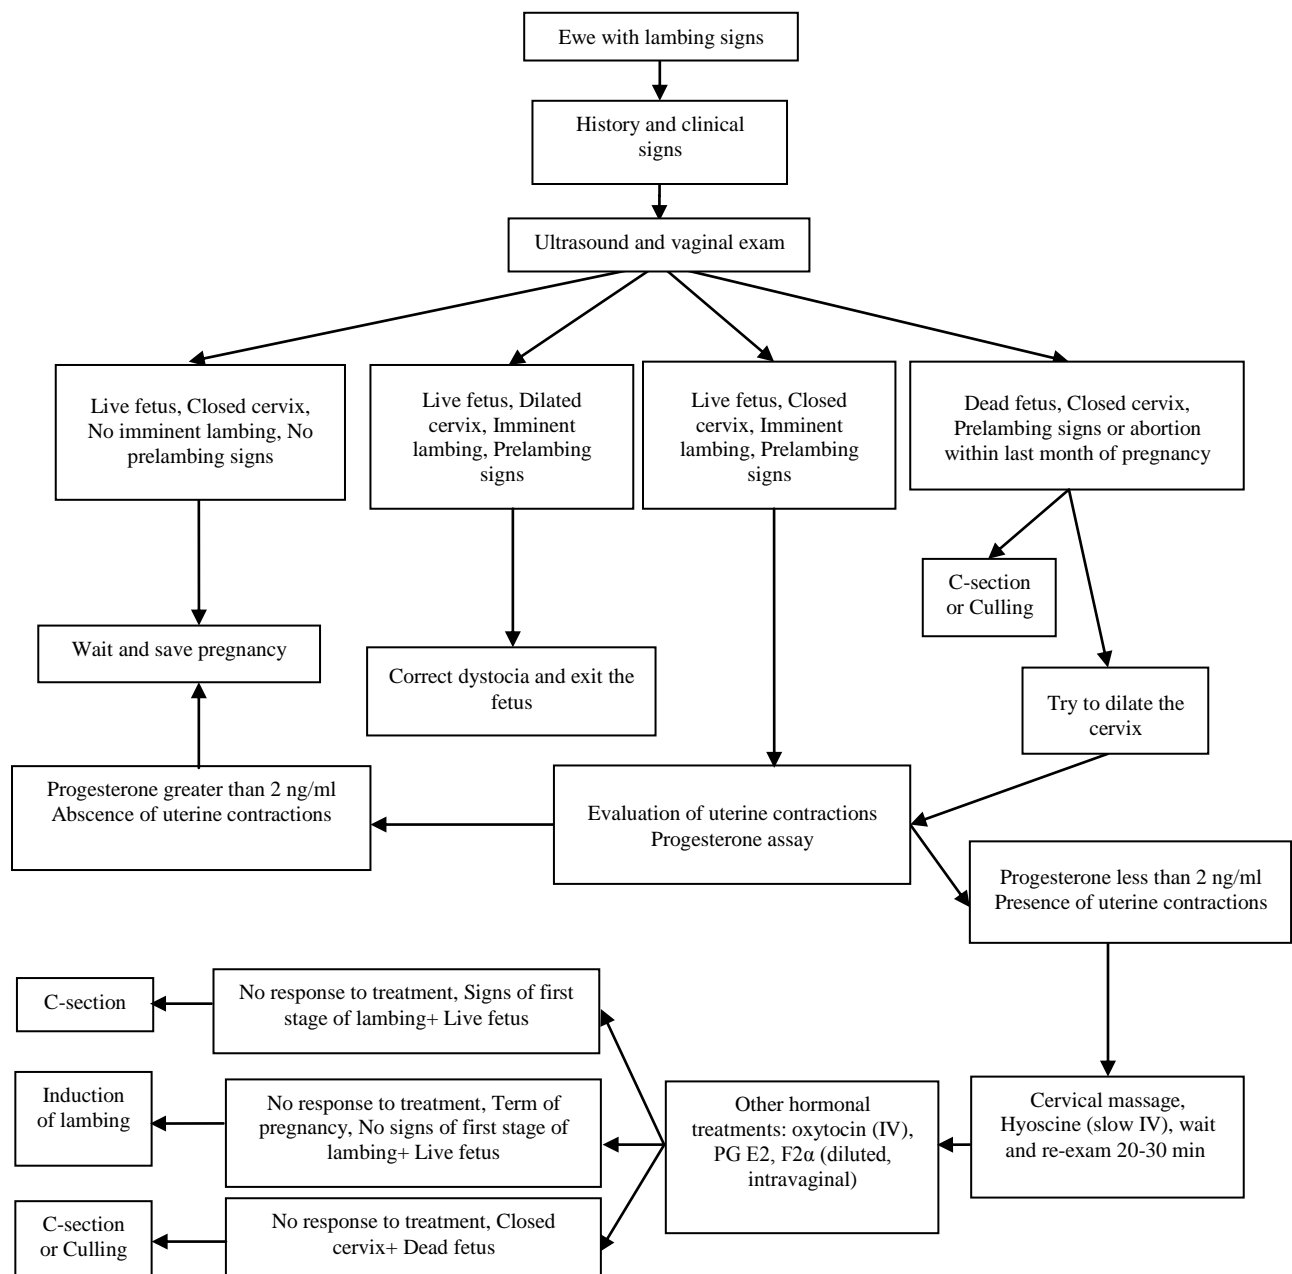 Ewe with lambing signs
History and clinical
signs
Ultrasound and vaginal exam
Live fetus, Closed cervix,
No imminent lambing, No
prelambing signs
Live fetus, Dilated
cervix, Imminent
lambing, Prelambing
signs
Live fetus, Closed
cervix, Imminent
lambing, Prelambing
signs
Dead fetus, Closed cervix,
Prelambing signs or abortion
within last month of pregnancy
C-section
or Culling
Wait and save pregnancy
Correct dystocia and exit the
fetus
Try to dilate the
cervix
Progesterone greater than 2 ng/ml
Abscence of uterine contractions
Evaluation of uterine contractions
Progesterone assay
Progesterone less than 2 ng/ml
Presence of uterine contractions
C-section
No response to treatment, Signs of first
stage of lambing+ Live fetus
Induction
of lambing
No response to treatment, Term of
pregnancy, No signs of first stage of
lambing+ Live fetus
Other hormonal
treatments: oxytocin (IV),
PG E2, F2α (diluted,
intravaginal)
Cervical massage,
Hyoscine (slow IV), wait
and re-exam 20-30 min
C-section
or Culling
No response to treatment, Closed
cervix+ Dead fetus